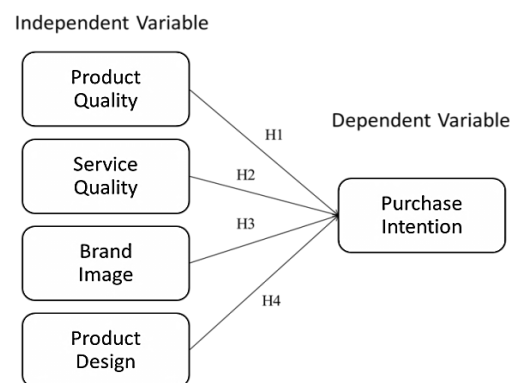 Independent Variable
Product
Quality
H1
Dependent Variable
Service
Quality
H2
Purchase
Intention
Brand
Image
H3
H4
Product
Design